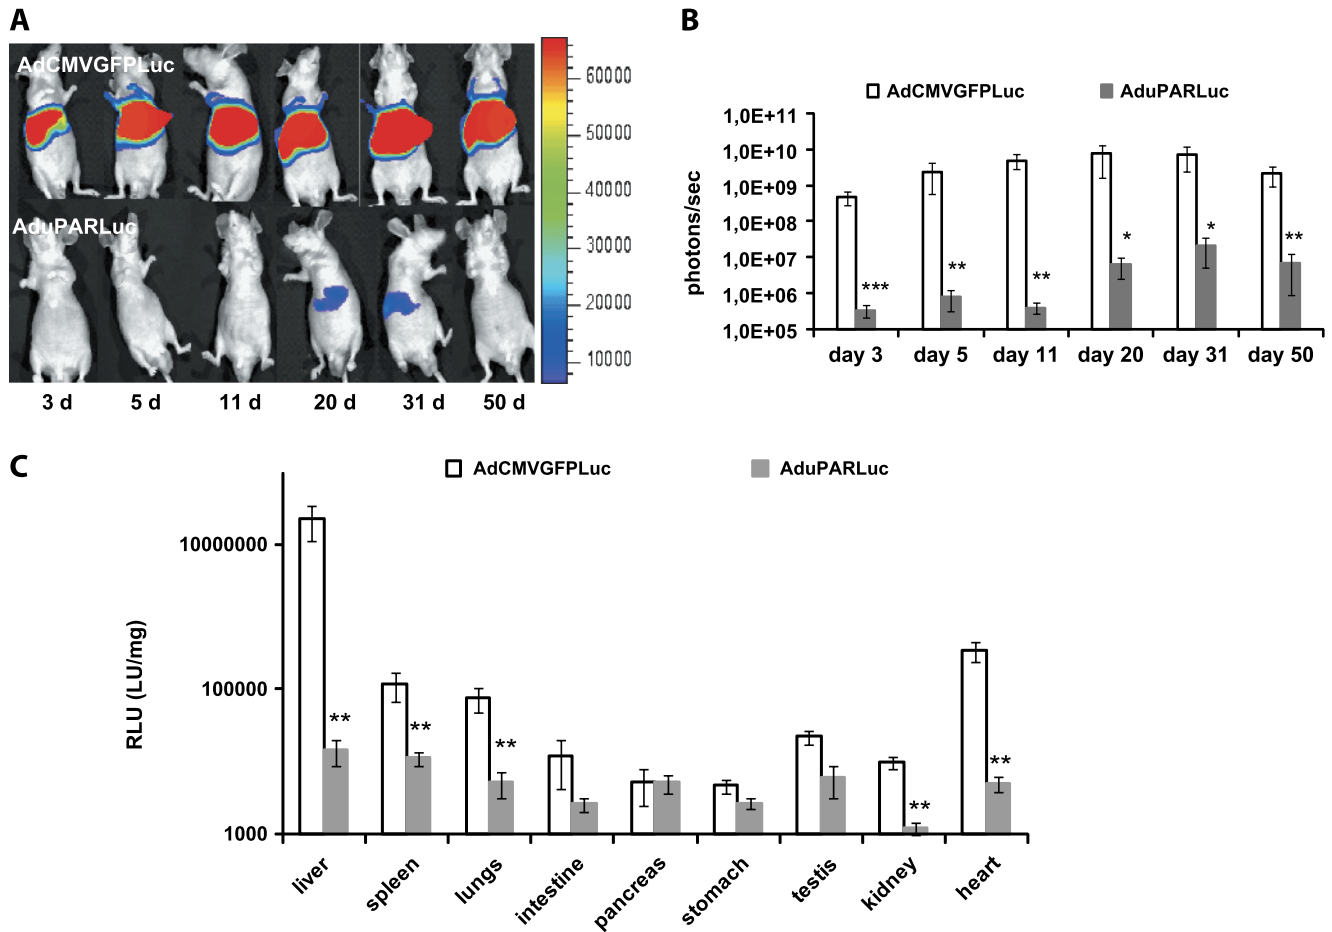 A
AdCMVGFPLuc
AduPARLuc
60000
50000
40000
30000
20000
10000
3 d 5 d 11 d 20 d 31 d 50 d
B
AdCMVGFPLuc AduPARLuc
photons/sec
1,0E+11
1,0E+10
1,0E+09
1,0E+08
1,0E+07
1,0E+06
1,0E+05
*** ** ** * * **
day 3 day 5 day 11 day 20 day 31 day 50
C
AdCMVGFPLuc AduPARLuc
RLU (LU/mg)
10000000
100000
1000
** ** ** ** **
liver spleen lungs intestine pancreas stomach testis kidney heart